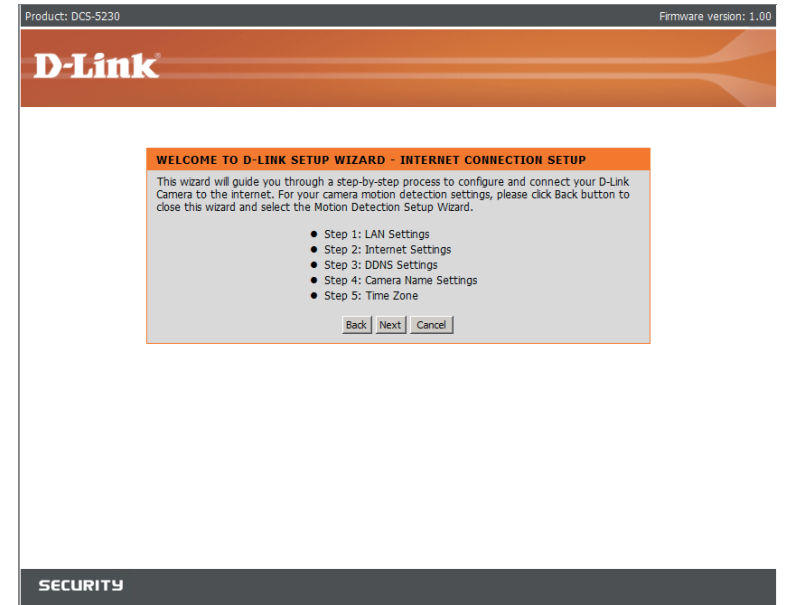 Product: DCS-5230 Firmware version: 1.00
D-Link
WELCOME TO D-LINK SETUP WIZARD - INTERNET CONNECTION SETUP
This wizard will guide you through a step-by-step process to configure and connect your D-Link
Camera to the internet. For your camera motion detection settings, please click Back button to
close this wizard and select the Motion Detection Setup Wizard.
● Step 1: LAN Settings
● Step 2: Internet Settings
● Step 3: DDNS Settings
● Step 4: Camera Name Settings
● Step 5: Time Zone
Back Next Cancel
SECURITY